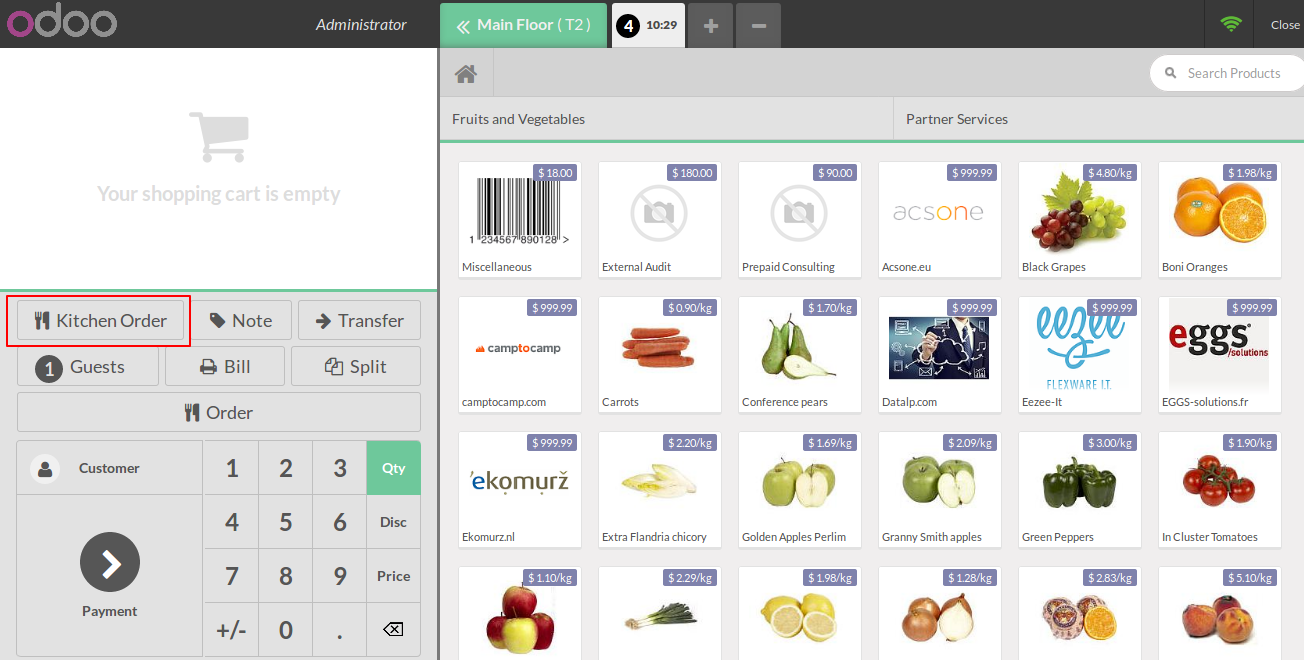 odoo
Administrator
Main Floor ( T2 )
4 10:29
+
−
Close
Search Products
Fruits and Vegetables
Partner Services
Your shopping cart is empty
Kitchen Order
Note
Transfer
1 Guests
Bill
Split
Order
Customer
1 2 3 Qty
4 5 6 Disc
7 8 9 Price
+/- 0 .
Payment
$ 18.00
1 234567 890128 >
Miscellaneous
$ 180.00
External Audit
$ 90.00
Prepaid Consulting
$ 999.99
acsone
Acsone.eu
$ 4.80/kg
Black Grapes
$ 1.98/kg
Boni Oranges
$ 999.99
camptocamp
camptocamp.com
$ 0.90/kg
Carrots
$ 1.70/kg
Conference pears
$ 999.99
Datalp.com
$ 999.99
eezee
FLEXWARE I.T.
Eezee-It
$ 999.99
eggs
/solutions
EGGS-solutions.fr
$ 999.99
ekomurž
Ekomurz.nl
$ 2.20/kg
Extra Flandria chicory
$ 1.69/kg
Golden Apples Perlim
$ 2.09/kg
Granny Smith apples
$ 3.00/kg
Green Peppers
$ 1.90/kg
In Cluster Tomatoes
$ 1.10/kg
$ 2.29/kg
$ 1.98/kg
$ 1.28/kg
$ 2.83/kg
$ 5.10/kg